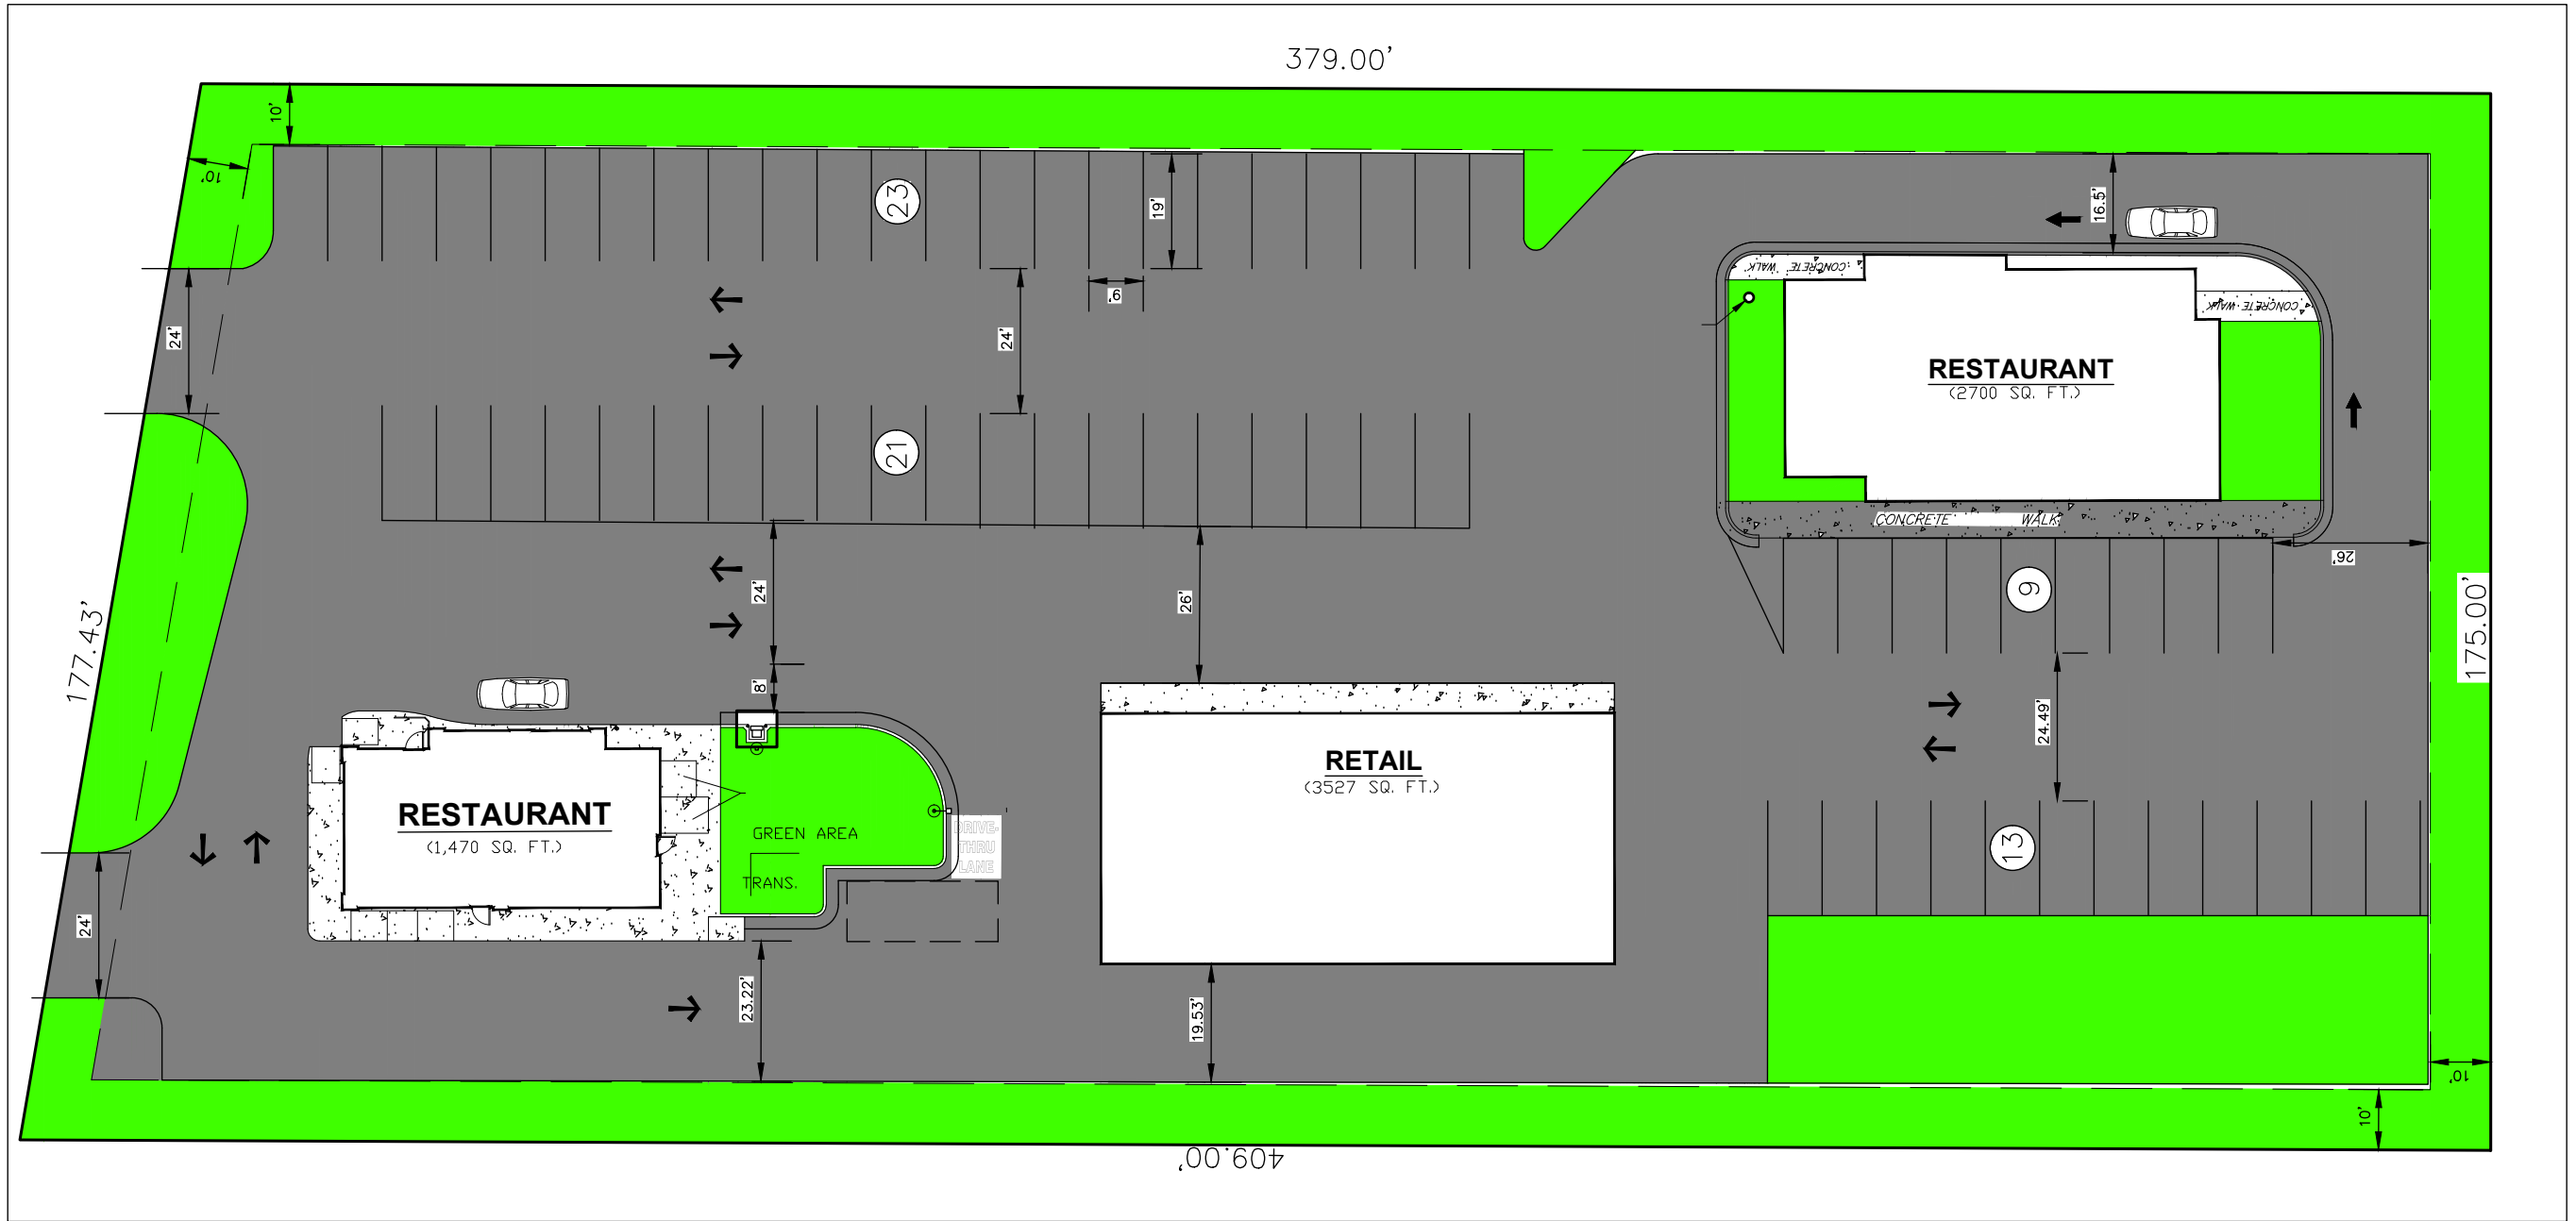 379.00'
10'
10'
23
19'
16.5'
CONCRETE WALK
CONCRETE WALK
9'
24'
24'
RESTAURANT
(2700 SQ. FT.)
21
CONCRETE WALK
26'
24'
26'
9
177.43'
175.00'
8'
24.49'
RETAIL
(3527 SQ. FT.)
RESTAURANT
(1,470 SQ. FT.)
GREEN AREA
DRIVE-
THRU
LANE
TRANS.
13
24'
23.22'
19.53'
10'
10'
409.00'